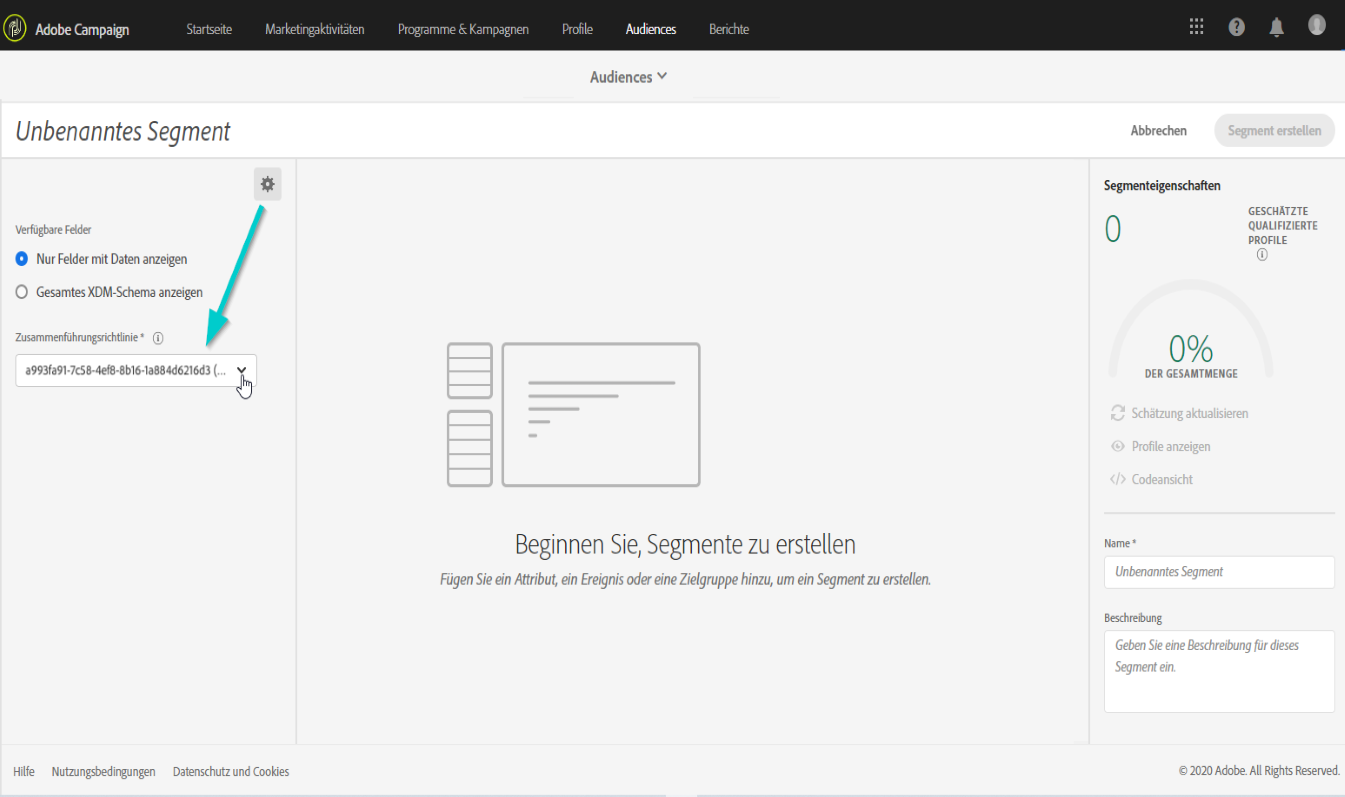 Adobe Campaign Startseite Marketingaktivitäten Programme & Kampagnen Profile Audiences Berichte
Audiences
Unbenanntes Segment
Abbrechen Segment erstellen
Verfügbare Felder
Nur Felder mit Daten anzeigen
Gesamtes XDM-Schema anzeigen
Zusammenführungsrichtlinie *
a993fa91-7c58-4ef8-8b16-1a884d6216d3 (...
Beginnen Sie, Segmente zu erstellen
Fügen Sie ein Attribut, ein Ereignis oder eine Zielgruppe hinzu, um ein Segment zu erstellen.
Segmenteigenschaften
0
GESCHÄTZTE
QUALIFIZIERTE
PROFILE
0%
DER GESAMTMENGE
Schätzung aktualisieren
Profile anzeigen
</> Codeansicht
Name *
Unbenanntes Segment
Beschreibung
Geben Sie eine Beschreibung für dieses
Segment ein.
Hilfe Nutzungsbedingungen Datenschutz und Cookies
© 2020 Adobe. All Rights Reserved.